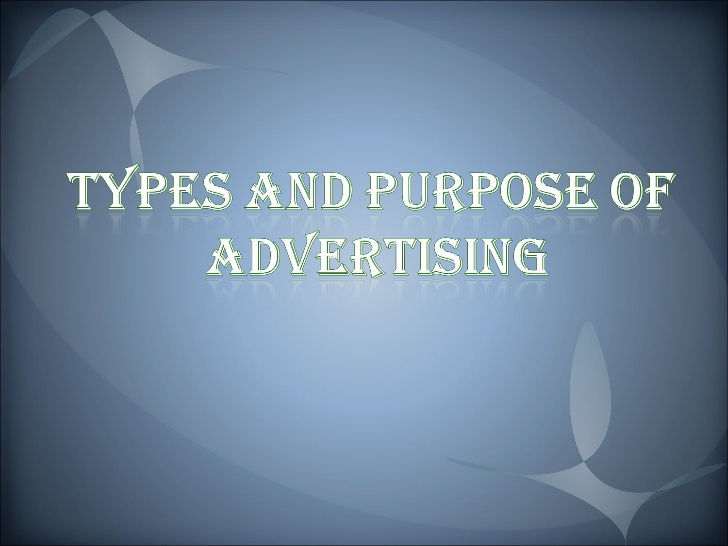 TYPES AND PURPOSE OF
ADVERTISING